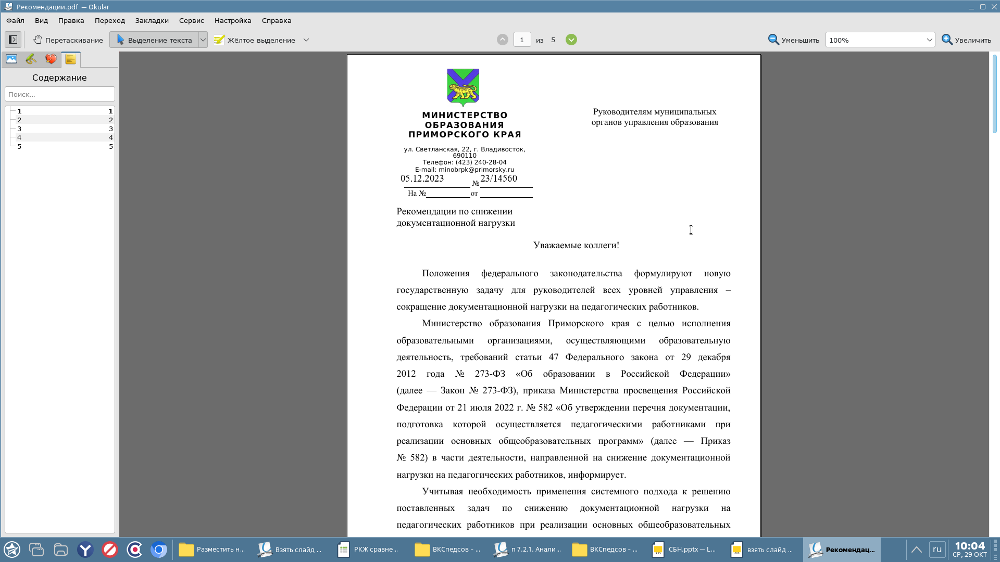 Рекомендации.pdf — Okular
Файл Вид Правка Переход Закладки Сервис Настройка Справка
Перетаскивание Выделение текста Жёлтое выделение 1 из 5 Уменьшить 100% Увеличить
Содержание
Поиск...
1 1
2 2
3 3
4 4
5 5
МИНИСТЕРСТВО
ОБРАЗОВАНИЯ
ПРИМОРСКОГО КРАЯ
ул. Светланская, 22, г. Владивосток,
690110
Телефон: (423) 240-28-04
E-mail: minobrpk@primorsky.ru
05.12.2023 № 23/14560
На № от
Руководителям муниципальных
органов управления образования
Рекомендации по снижении
документационной нагрузки
Уважаемые коллеги!
Положения федерального законодательства формулируют новую
государственную задачу для руководителей всех уровней управления –
сокращение документационной нагрузки на педагогических работников.
Министерство образования Приморского края с целью исполнения
образовательными организациями, осуществляющими образовательную
деятельность, требований статьи 47 Федерального закона от 29 декабря
2012 года № 273-ФЗ «Об образовании в Российской Федерации»
(далее — Закон № 273-ФЗ), приказа Министерства просвещения Российской
Федерации от 21 июля 2022 г. № 582 «Об утверждении перечня документации,
подготовка которой осуществляется педагогическими работниками при
реализации основных общеобразовательных программ» (далее — Приказ
№ 582) в части деятельности, направленной на снижение документационной
нагрузки на педагогических работников, информирует.
Учитывая необходимость применения системного подхода к решению
поставленных задач по снижению документационной нагрузки на
педагогических работников при реализации основных общеобразовательных
Разместить н... Взять слайд ... РКЖ сравне... ВКСпедсов – ... п 7.2.1. Анали... ВКСпедсов – ... СБН.pptx — L... взять слайд ... Рекомендац... ru 10:04
СР, 29 ОКТ